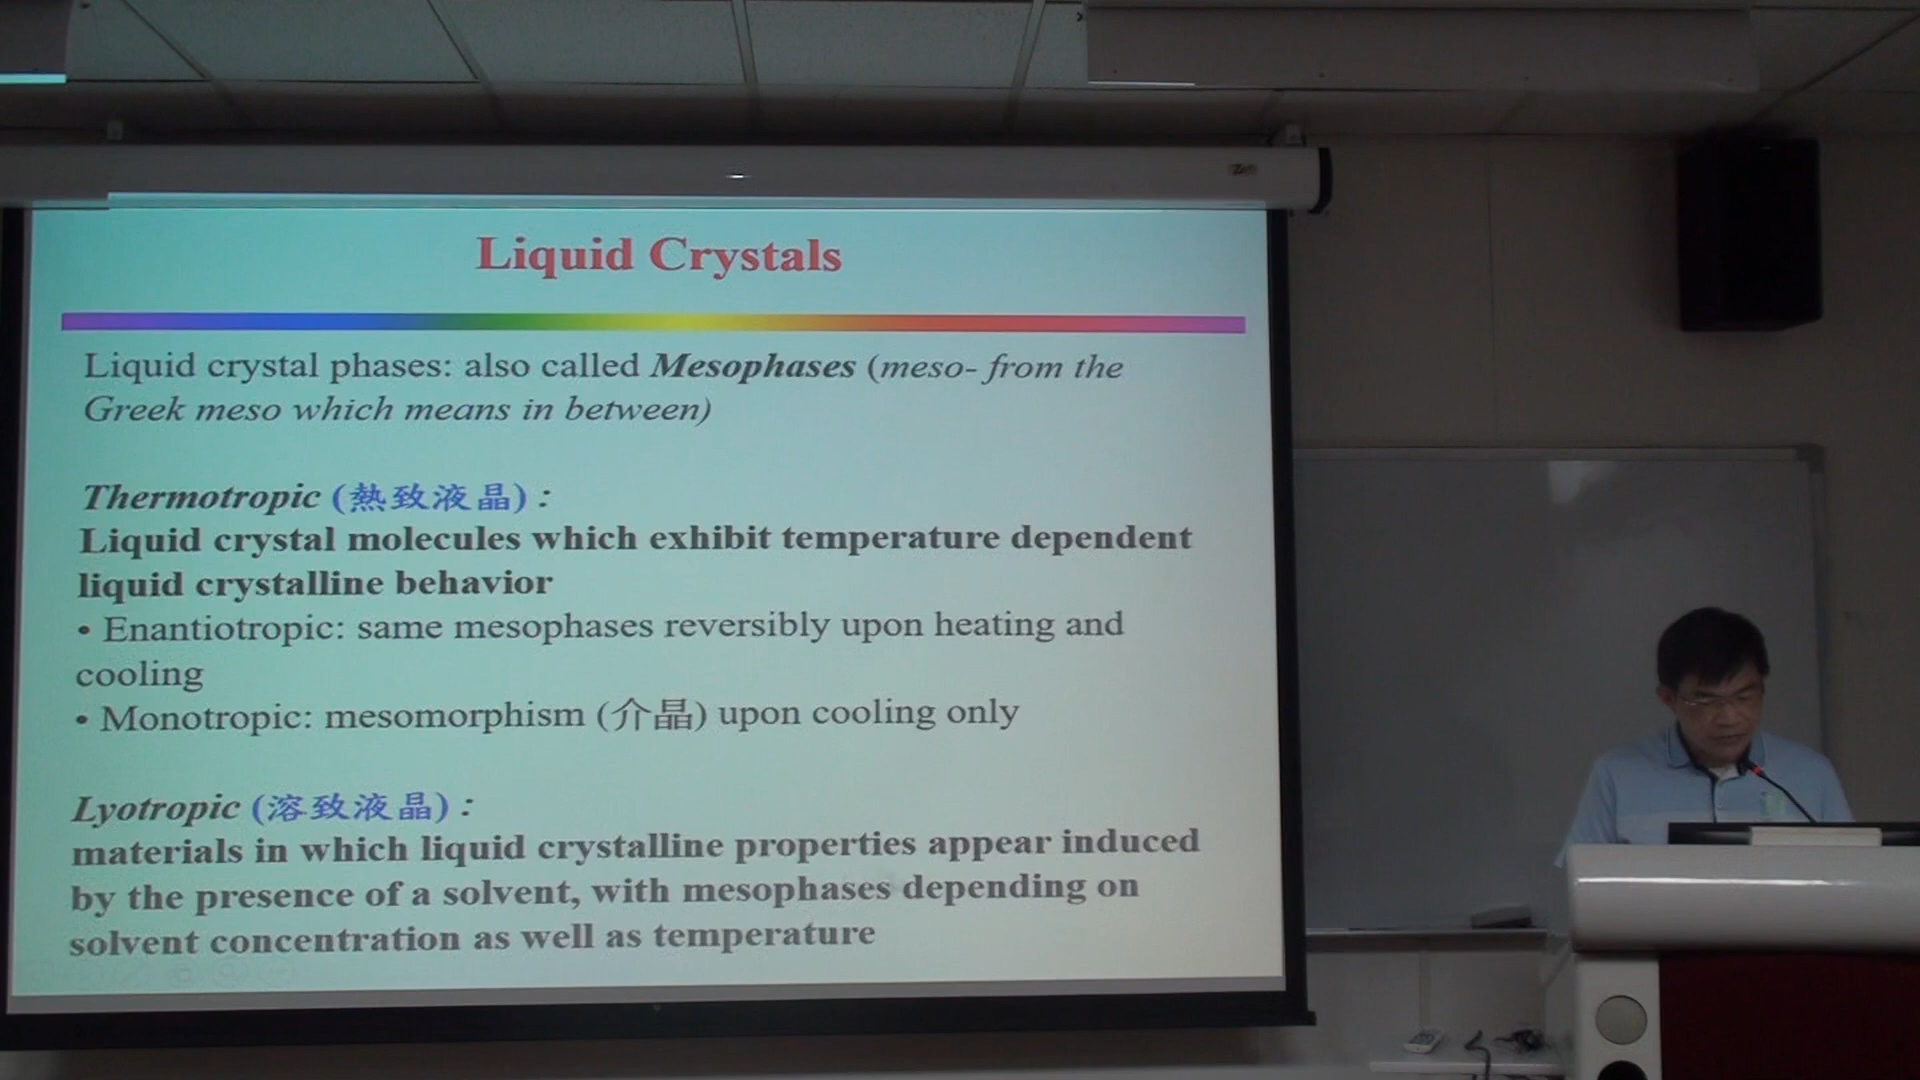 Liquid Crystals
Liquid crystal phases: also called Mesophases (meso- from the
Greek meso which means in between)
Thermotropic (熱致液晶) :
Liquid crystal molecules which exhibit temperature dependent
liquid crystalline behavior
• Enantiotropic: same mesophases reversibly upon heating and
cooling
• Monotropic: mesomorphism (介晶) upon cooling only
Lyotropic (溶致液晶) :
materials in which liquid crystalline properties appear induced
by the presence of a solvent, with mesophases depending on
solvent concentration as well as temperature